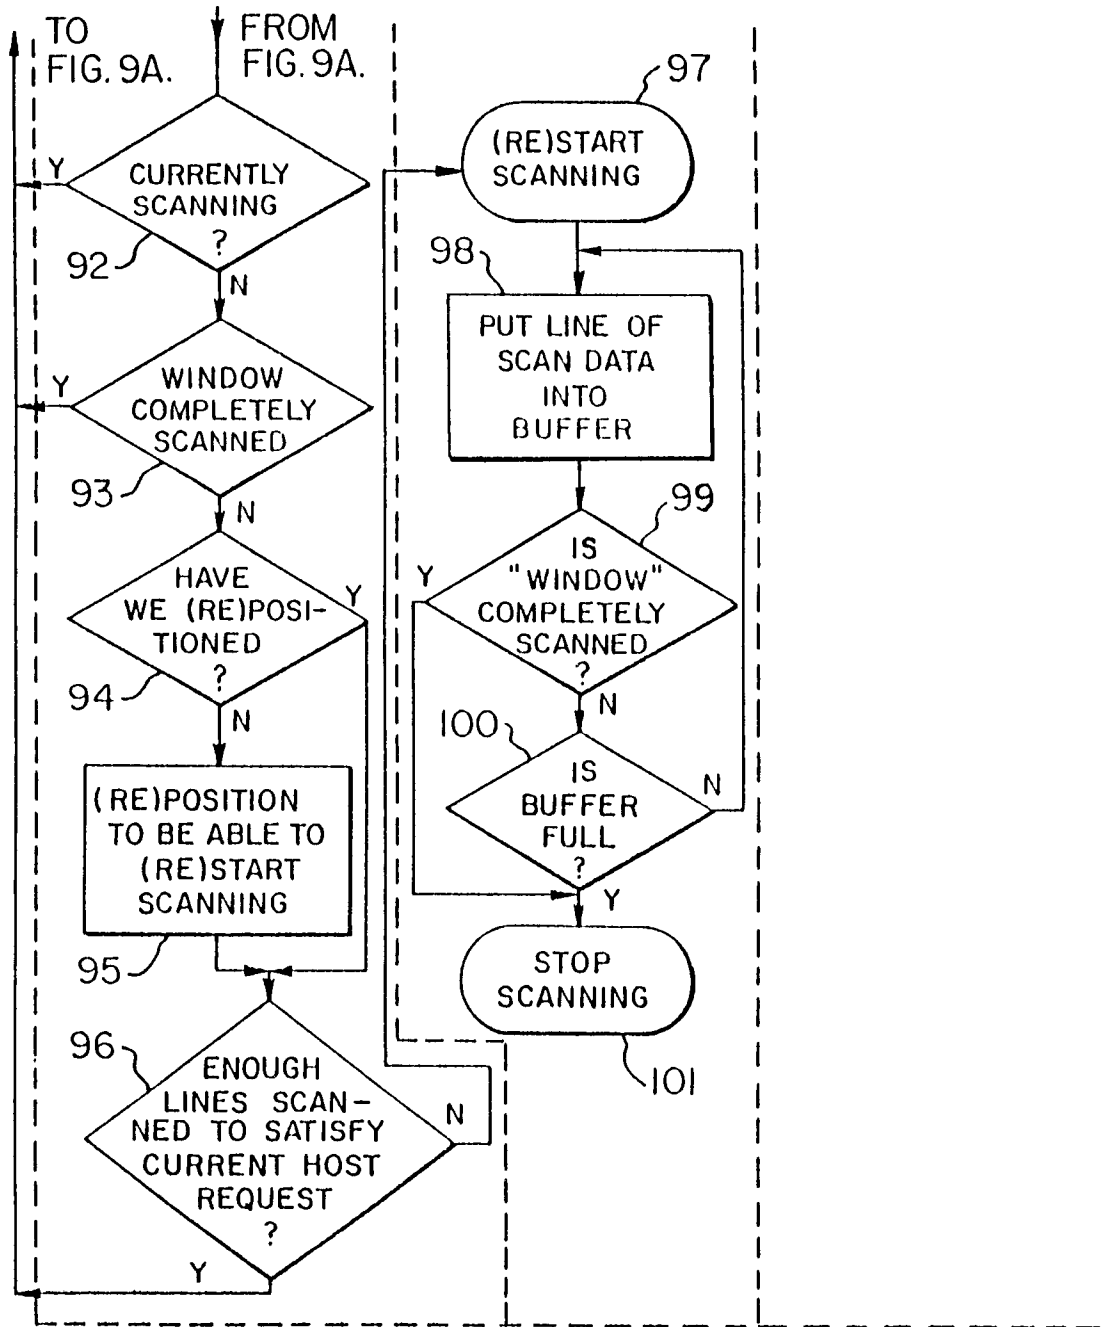 TO
FIG. 9A.
FROM
FIG. 9A.
CURRENTLY
SCANNING
?
Y
92
N
WINDOW
COMPLETELY
SCANNED
Y
93
N
HAVE
WE (RE)POSI-
TIONED
?
Y
94
N
(RE)POSITION
TO BE ABLE TO
(RE)START
SCANNING
95
96
ENOUGH
LINES SCAN-
NED TO SATISFY
CURRENT HOST
REQUEST
?
N
Y
97
(RE)START
SCANNING
98
PUT LINE OF
SCAN DATA
INTO
BUFFER
99
IS
"WINDOW"
COMPLETELY
SCANNED
?
Y
N
100
IS
BUFFER
FULL
?
N
Y
STOP
SCANNING
101